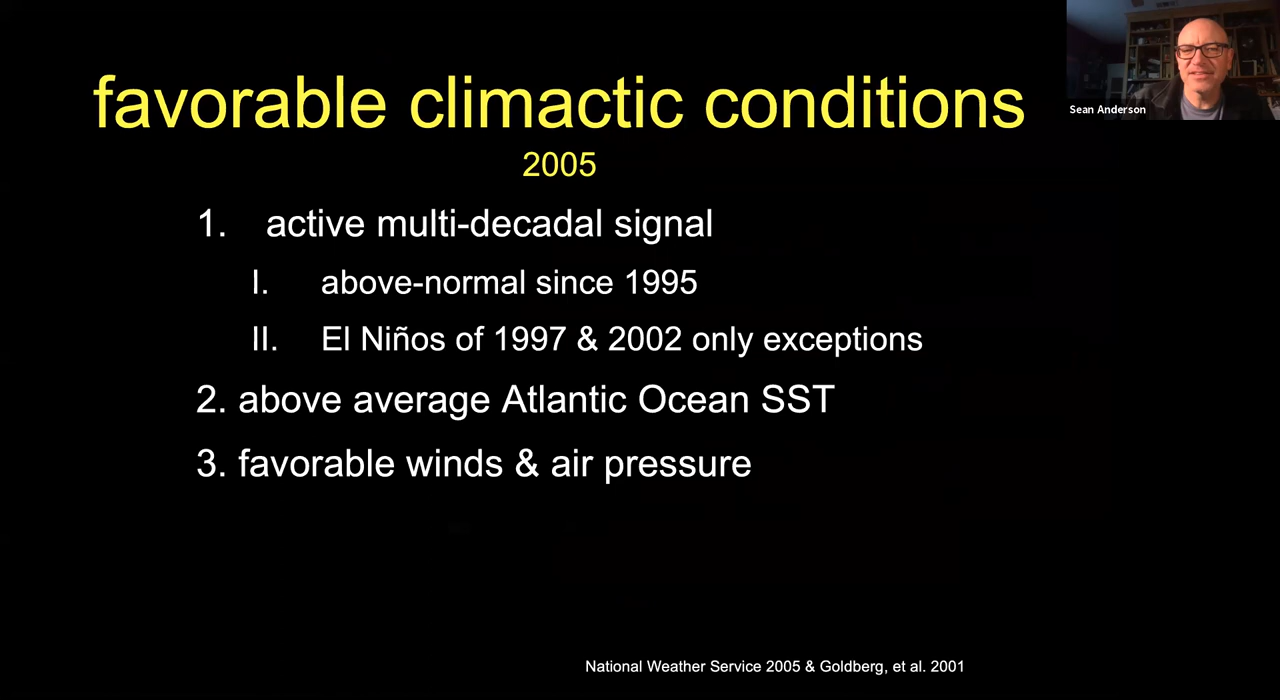 favorable climactic conditions
Sean Anderson
2005
1. active multi-decadal signal
I. above-normal since 1995
II. El Niños of 1997 & 2002 only exceptions
2. above average Atlantic Ocean SST
3. favorable winds & air pressure
National Weather Service 2005 & Goldberg, et al. 2001